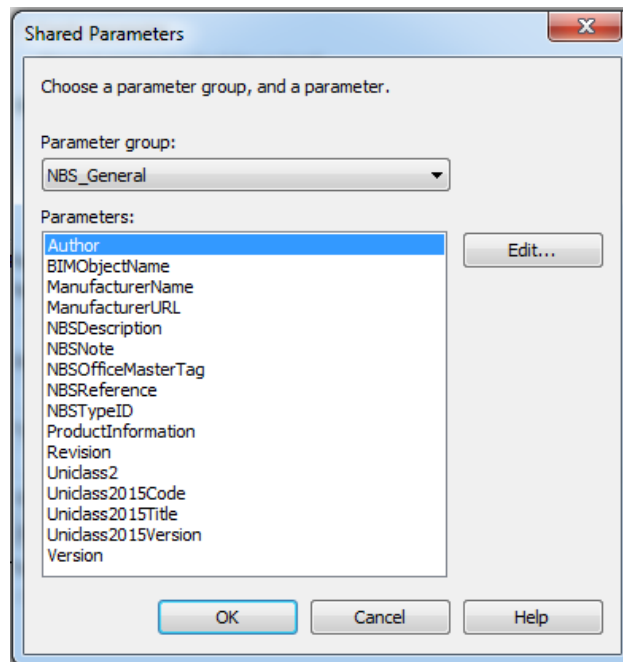 Shared Parameters
Choose a parameter group, and a parameter.
Parameter group:
NBS_General
Parameters:
Author
Edit...
BIMObjectName
ManufacturerName
ManufacturerURL
NBSDescription
NBSNote
NBSOfficeMasterTag
NBSReference
NBSTypeID
ProductInformation
Revision
Uniclass2
Uniclass2015Code
Uniclass2015Title
Uniclass2015Version
Version
OK Cancel Help